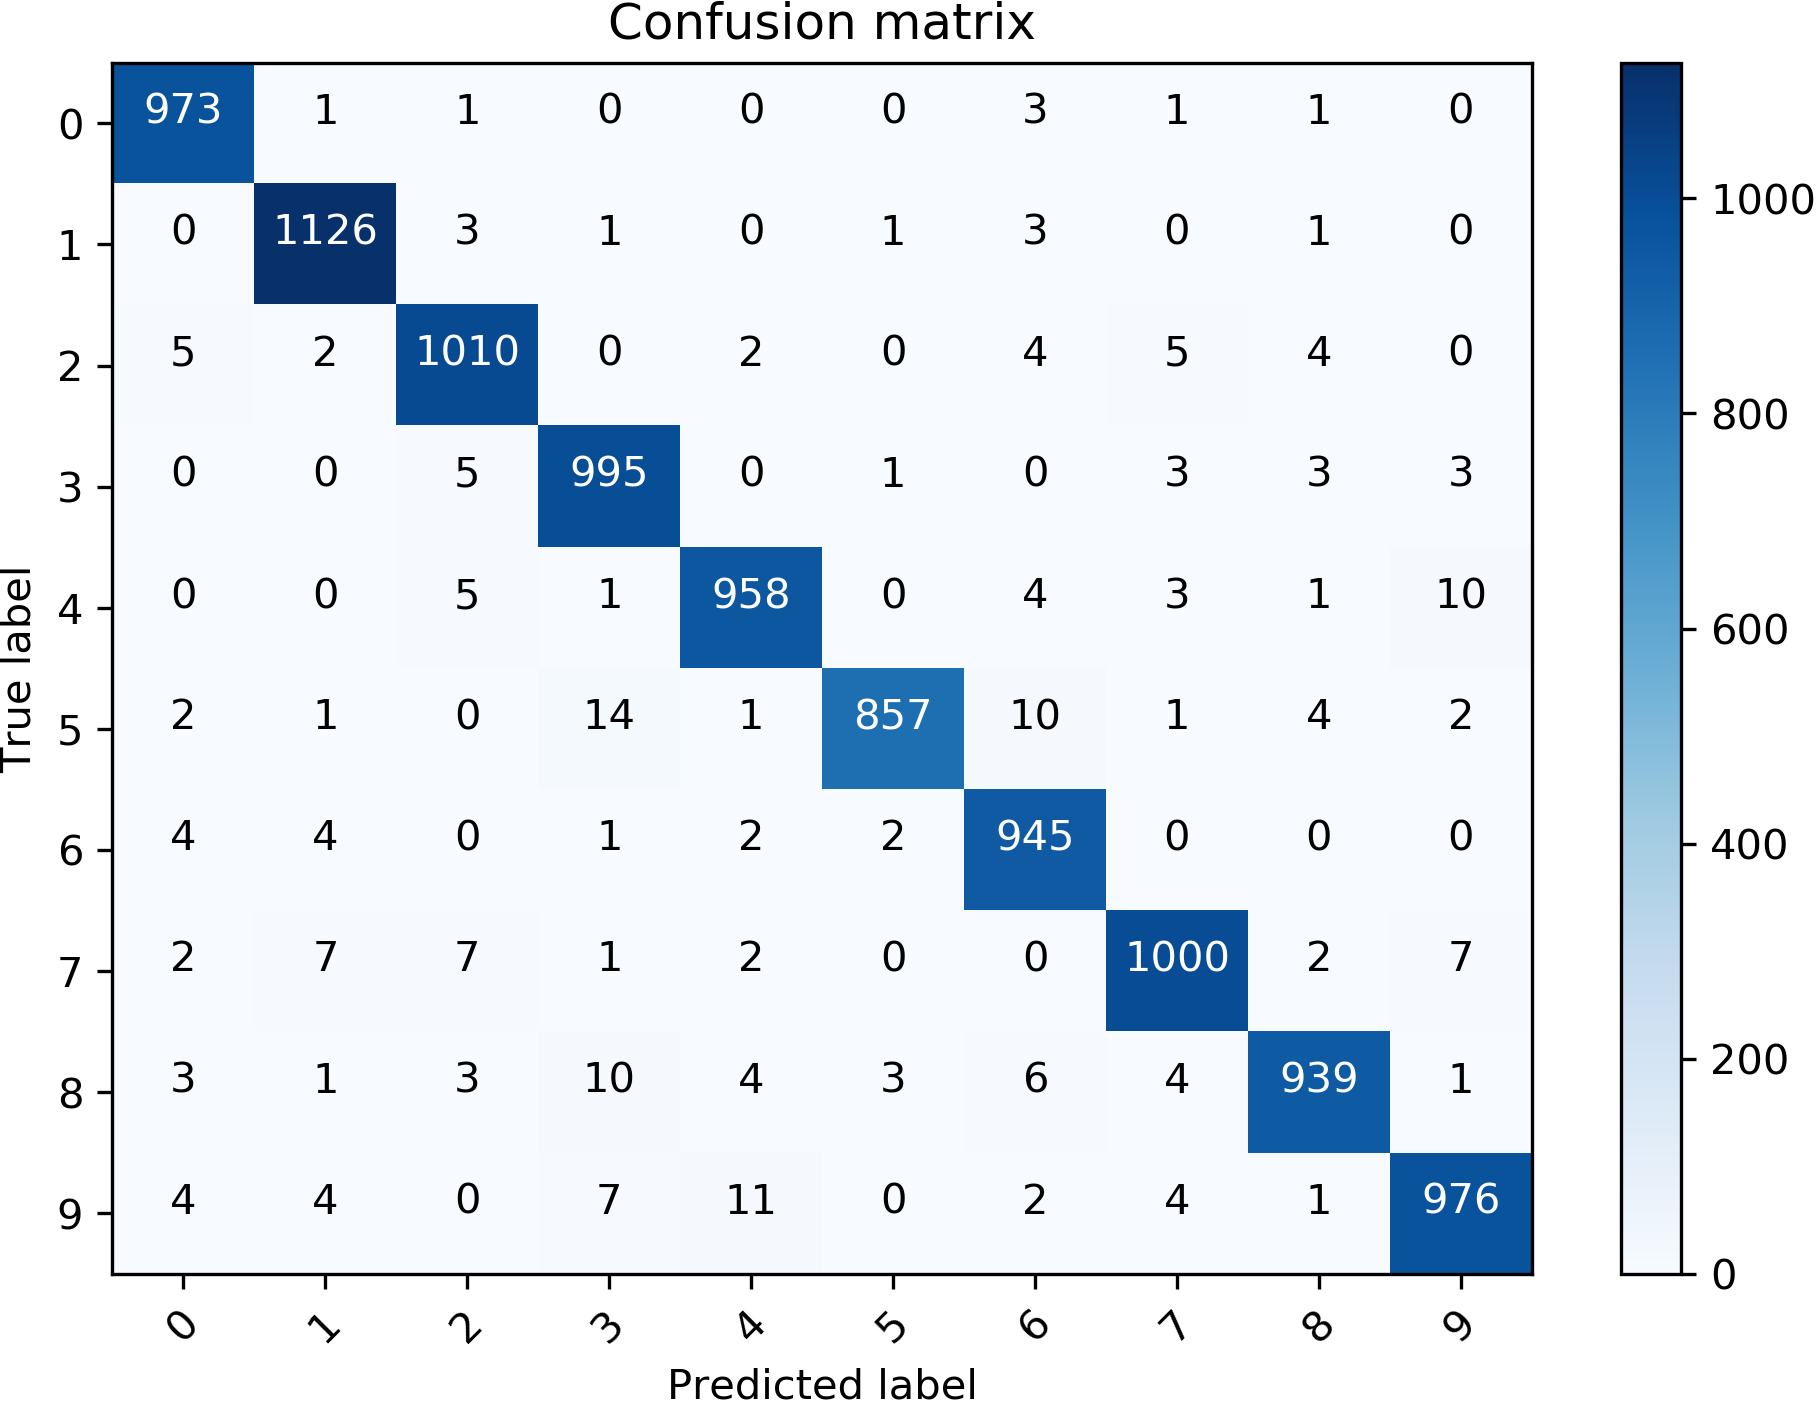 Confusion matrix
0 973 1 1 0 0 0 3 1 1 0
1 0 1126 3 1 0 1 3 0 1 0
2 5 2 1010 0 2 0 4 5 4 0
3 0 0 5 995 0 1 0 3 3 3
4 0 0 5 1 958 0 4 3 1 10
5 2 1 0 14 1 857 10 1 4 2
6 4 4 0 1 2 2 945 0 0 0
7 2 7 7 1 2 0 0 1000 2 7
8 3 1 3 10 4 3 6 4 939 1
9 4 4 0 7 11 0 2 4 1 976
0 1 2 3 4 5 6 7 8 9
Predicted label
True label
1000
800
600
400
200
0